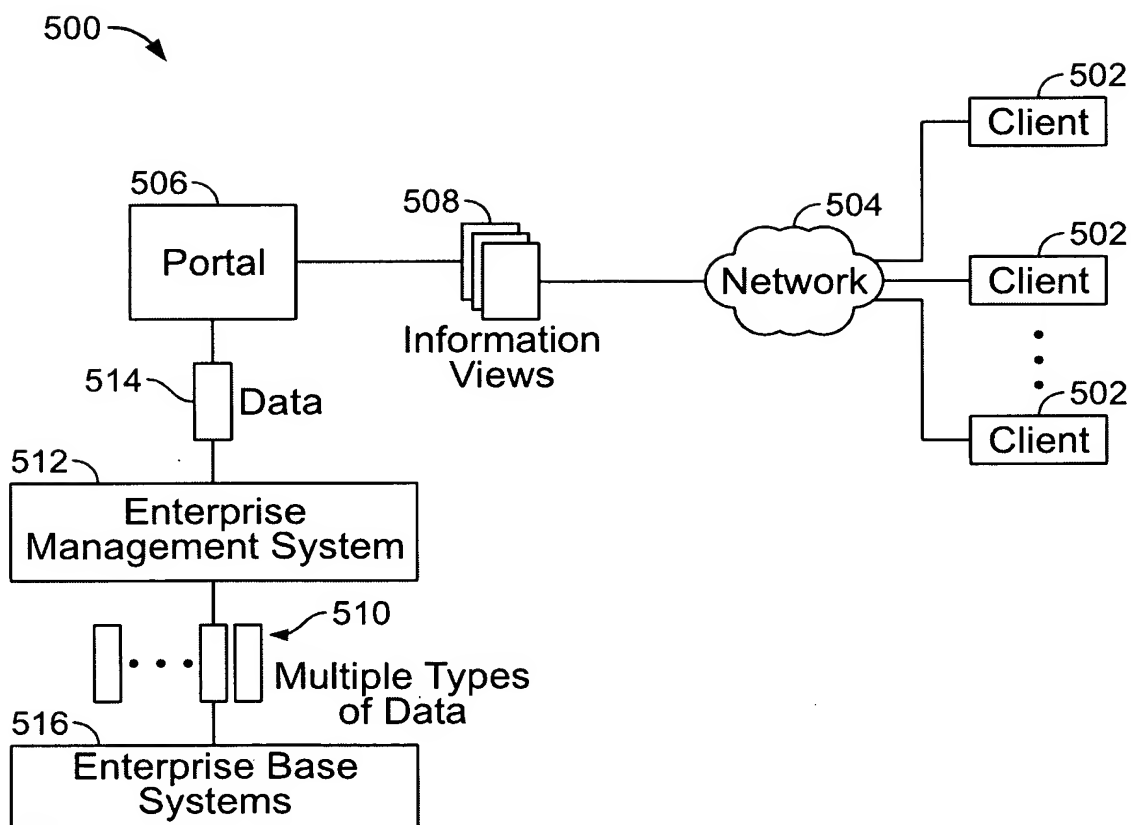 500
502
Client
506
508
504
502
Portal
Network
Client
Information
Views
514
Data
502
Client
512
Enterprise
Management System
510
Multiple Types
of Data
516
Enterprise Base
Systems